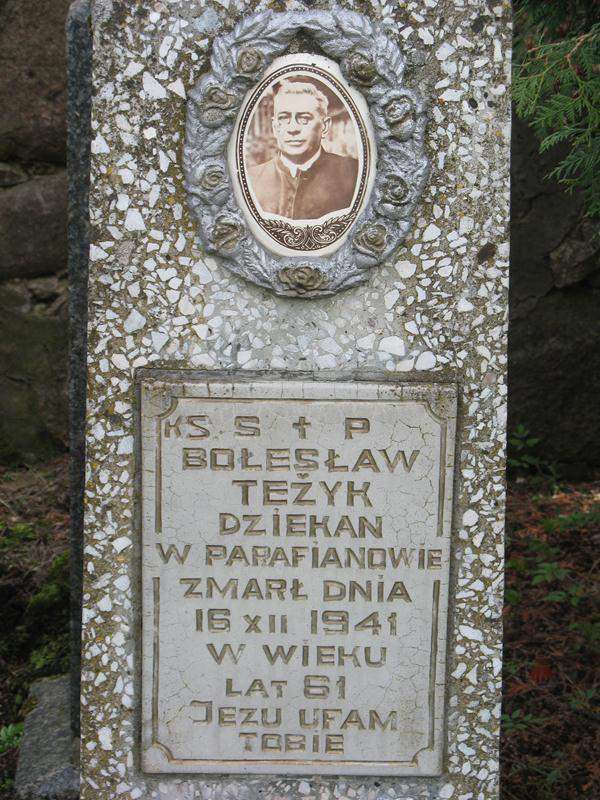 KS. S † P
BOŁESŁAW
TEŻYK
DZIEKAN
W PARAFIANOWIE
ZMARŁ DNIA
16 XII 1941
W WIEKU
LAT 61
JEZU UFAM
TOBIE